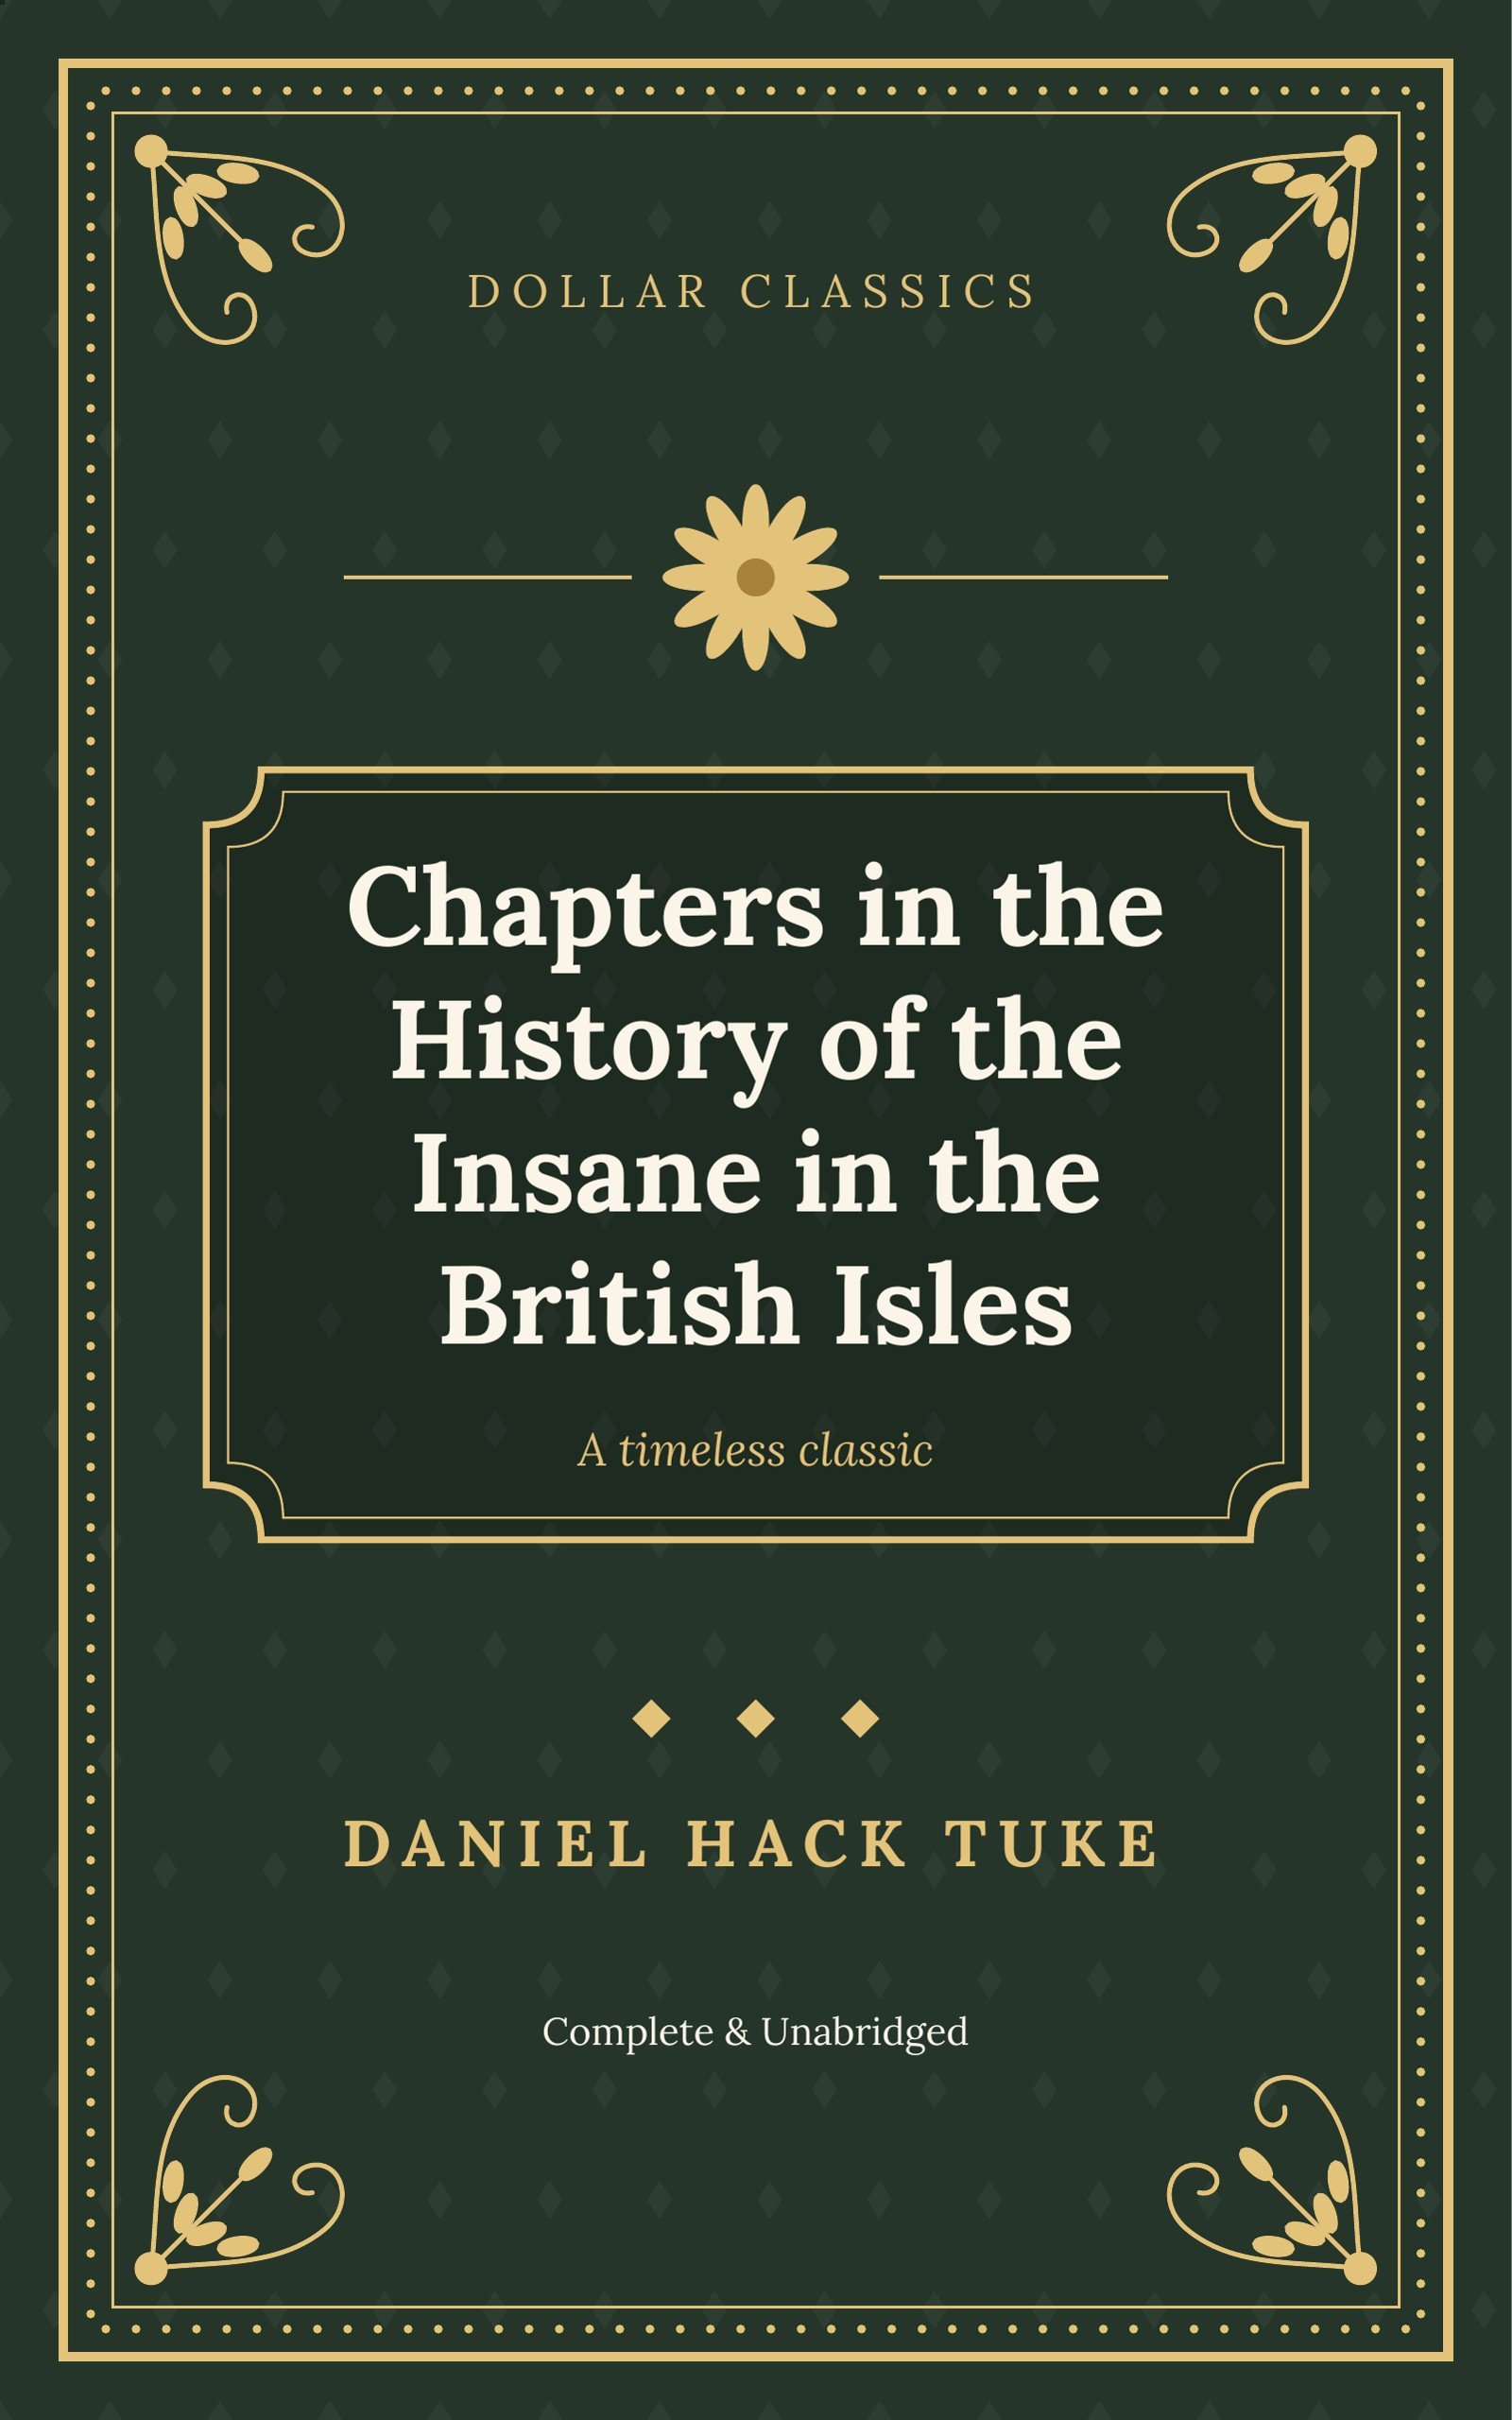 DOLLAR CLASSICS
Chapters in the
History of the
Insane in the
British Isles
A timeless classic
DANIEL HACK TUKE
Complete & Unabridged